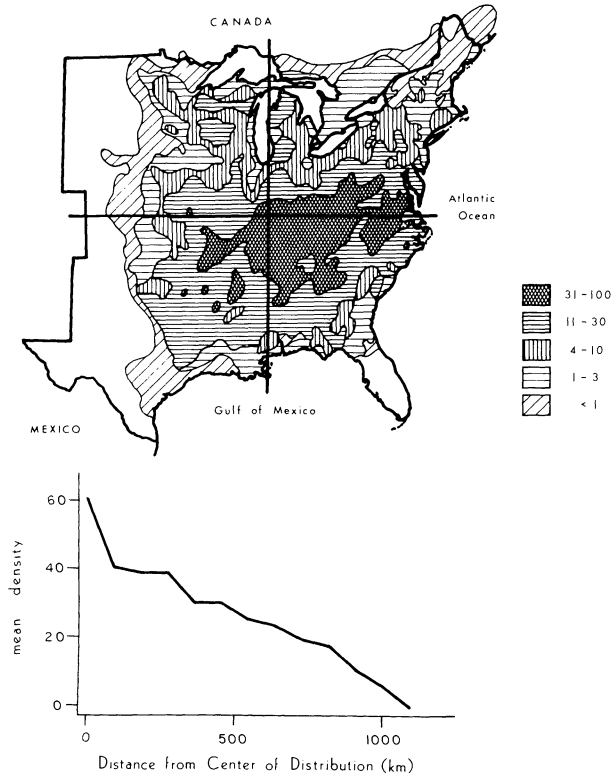 CANADA
Atlantic
Ocean
31-100
11-30
4-10
1-3
<1
Gulf of Mexico
MEXICO
60
40
20
0
mean density
0
500
1000
Distance from Center of Distribution (km)